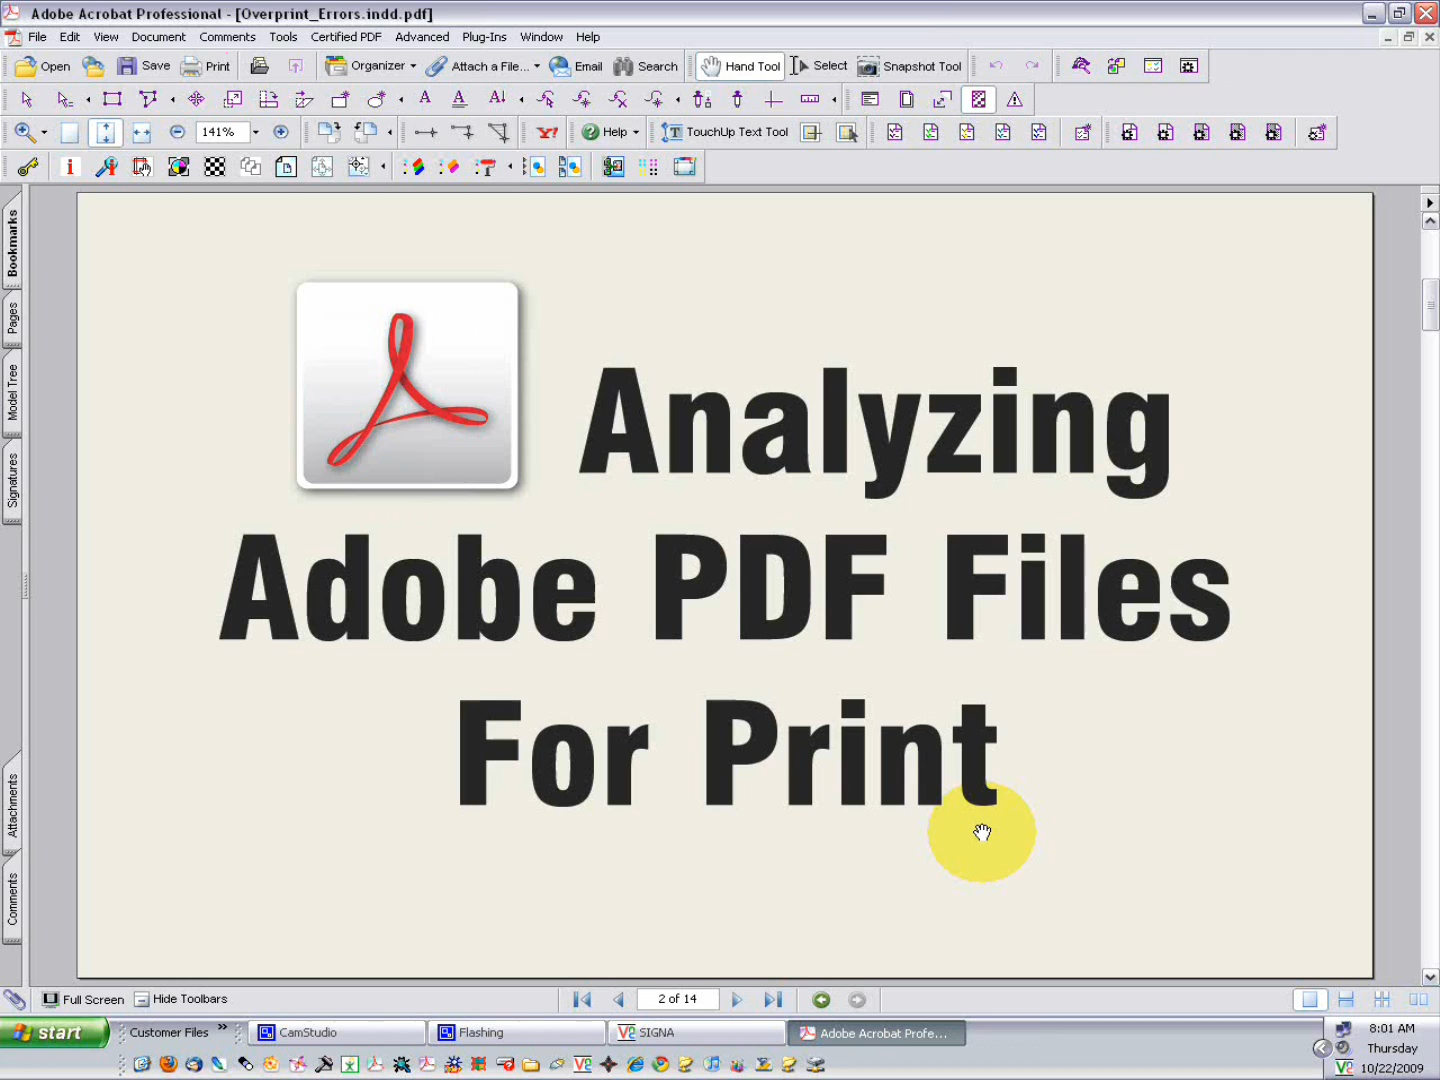 Adobe Acrobat Professional - [Overprint_Errors.indd.pdf]
File Edit View Document Comments Tools Certified PDF Advanced Plug-Ins Window Help
Open Save Print Organizer Attach a File... Email Search Hand Tool Select Snapshot Tool
141% Y! Help TouchUp Text Tool
Bookmarks
Pages
Model Tree
Signatures
Attachments
Comments
Analyzing
Adobe PDF Files
For Print
Full Screen Hide Toolbars 2 of 14
start Customer Files » CamStudio Flashing SIGNA Adobe Acrobat Profe...
8:01 AM
Thursday
10/22/2009